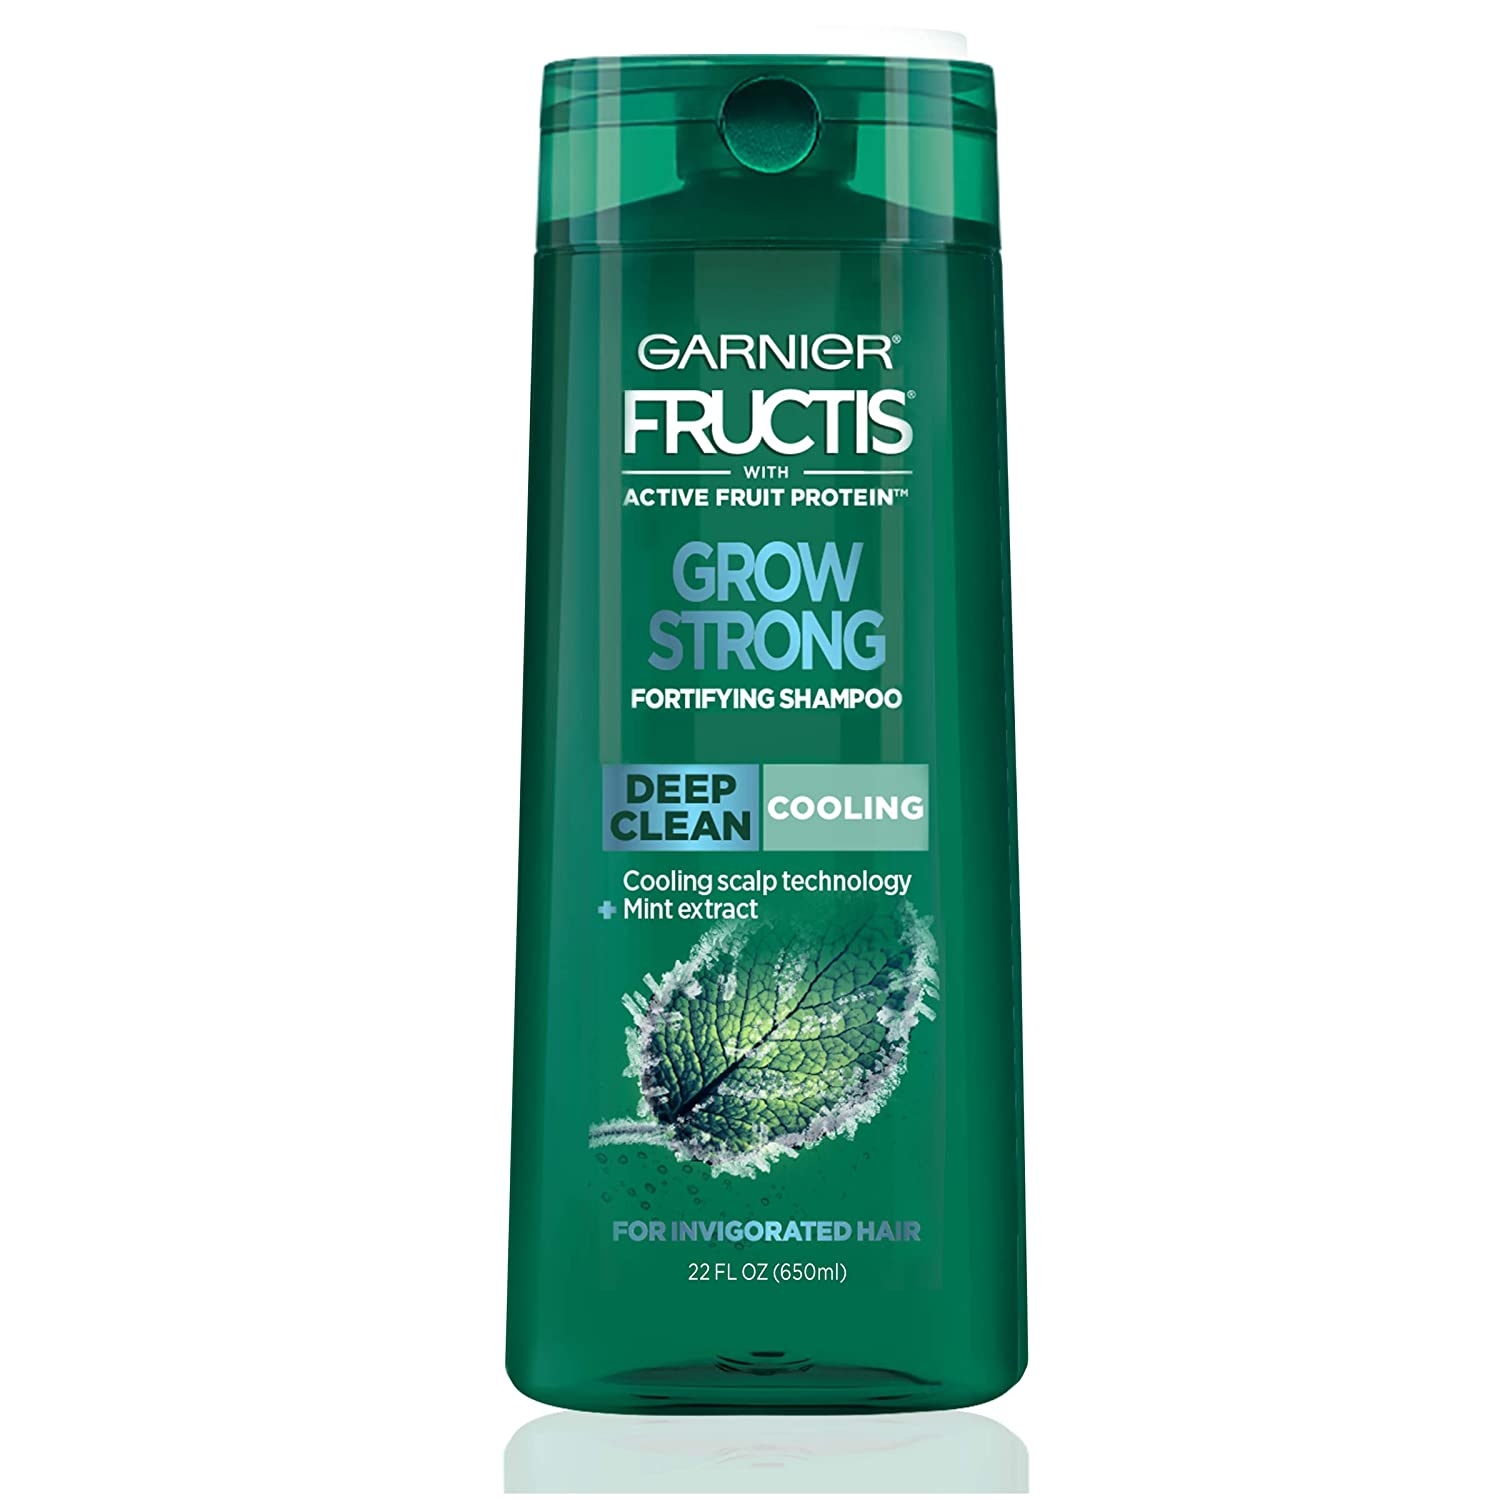 GARNIER®
FRUCTIS®
WITH
ACTIVE FRUIT PROTEIN™
GROW
STRONG
FORTIFYING SHAMPOO
DEEP
CLEAN
COOLING
Cooling scalp technology
+ Mint extract
FOR INVIGORATED HAIR
22 FL OZ (650ml)